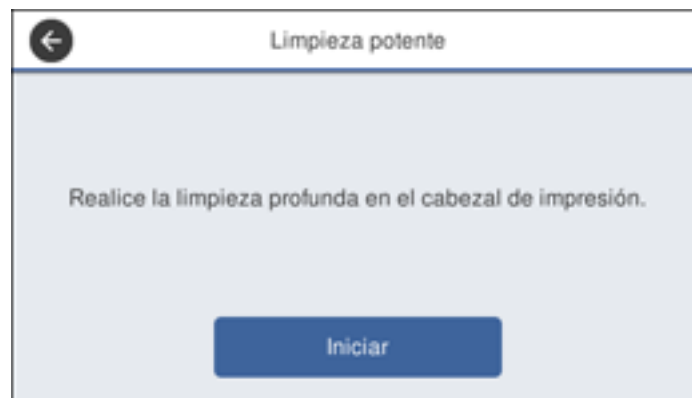 Limpieza potente
Realice la limpieza profunda en el cabezal de impresión.
Iniciar